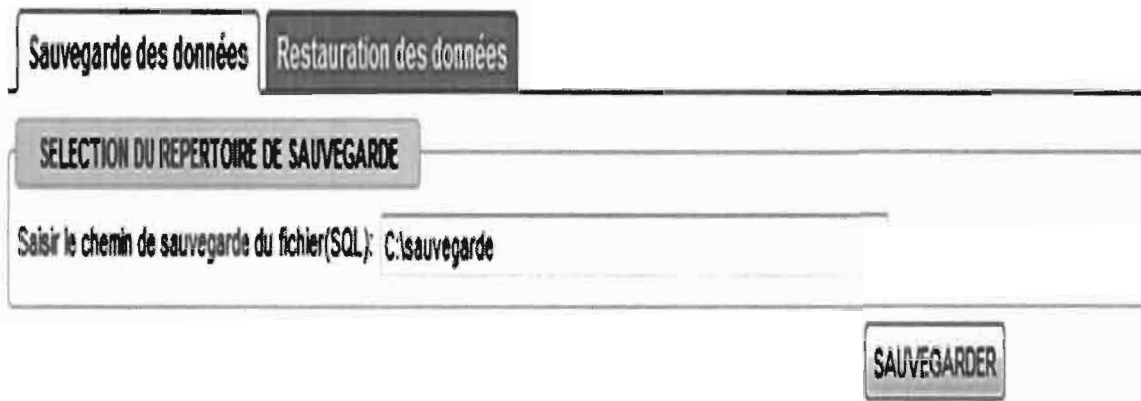 Sauvegarde des données Restauration des données
SELECTION DU REPERTOIRE DE SAUVEGARDE
Saisir le chemin de sauvegarde du fichier(SQL): C:\sauvegarde
SAUVEGARDER